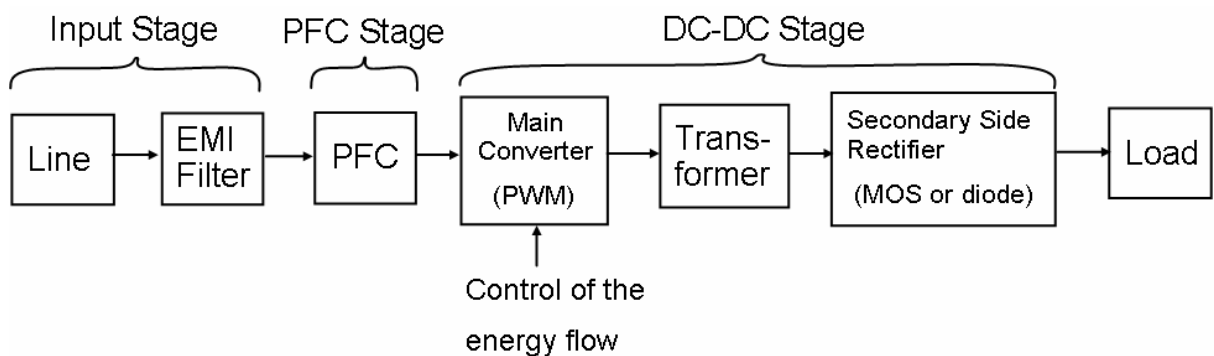 Input Stage
PFC Stage
DC-DC Stage
Line
EMI
Filter
PFC
Main
Converter
(PWM)
Trans-
former
Secondary Side
Rectifier
(MOS or diode)
Load
Control of the
energy flow